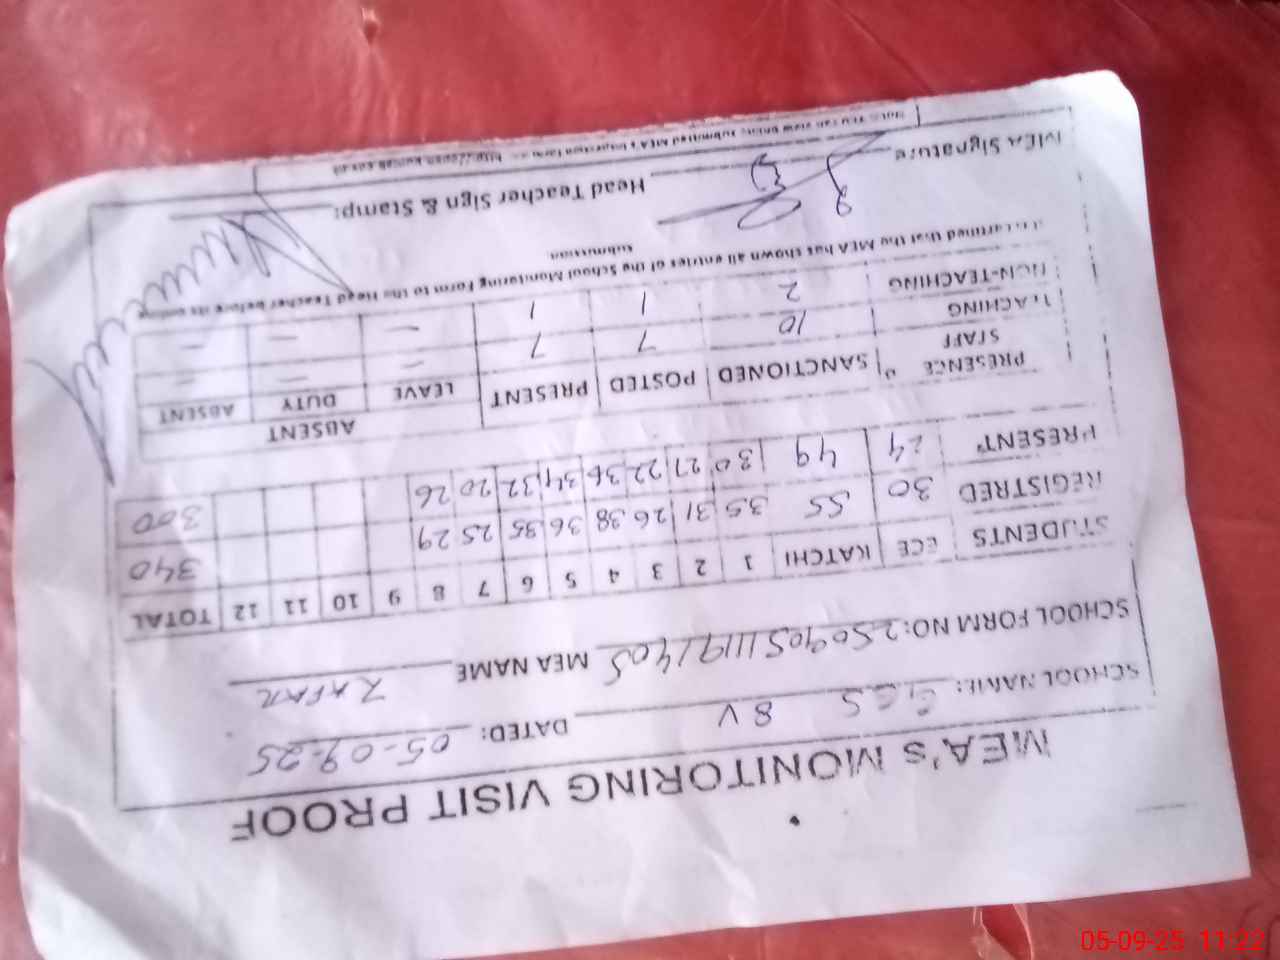 MEA's MONITORING VISIT PROOF
SCHOOL NAME: GGS 8V DATED: 05-09-25
SCHOOL FORM NO: 250905111971405 MEA NAME ZAFAR
STUDENTS ECE KATCHI 1 2 3 4 5 6 7 8 9 10 11 12 TOTAL
REGISTRED 30 55 35 31 26 38 36 35 25 29 340
PRESENT 24 49 30 27 22 36 34 32 20 26 300
PRESENCE STAFF SANCTIONED POSTED PRESENT ABSENT
LEAVE DUTY ABSENT
TEACHING 10 7 7 — — —
NON-TEACHING 2 1 1 — — —
certified that the MEA has shown all entries of the School Monitoring Form to the Head Teacher before its online submission.
MEA Signature Head Teacher Sign & Stamp:
05-09-25 11:22